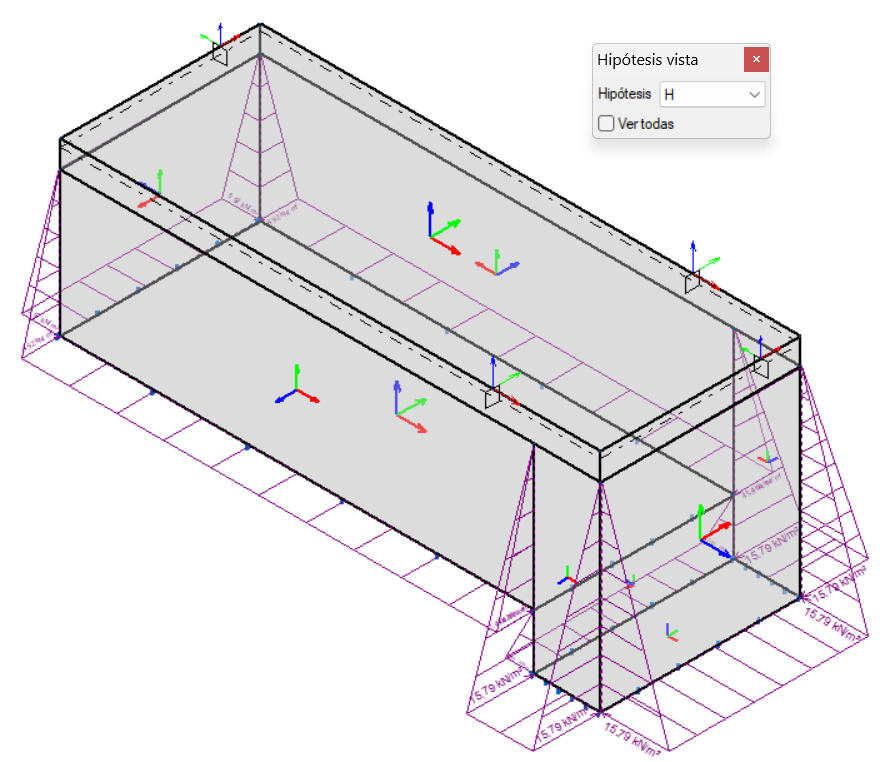 Hipótesis vista
Hipótesis H
Ver todas
15.79 kN/m²
15.79 kN/m²
15.79 kN/m²
15.79 kN/m²
15.79 kN/m²
15.79 kN/m²